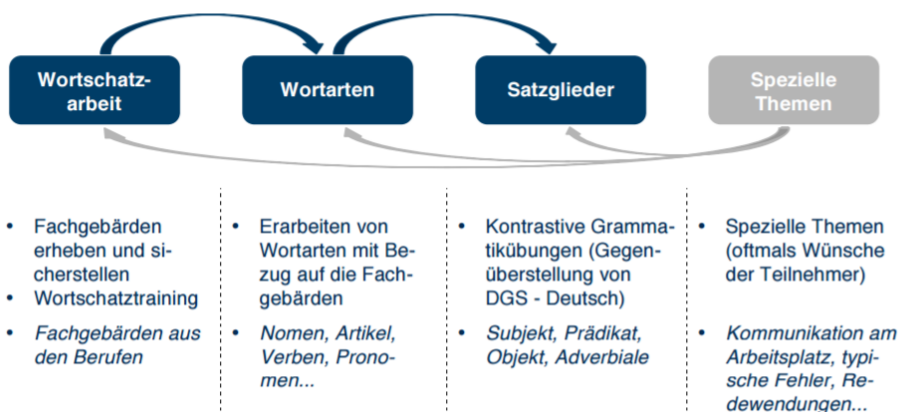 Wortschatz-
arbeit
Wortarten
Satzglieder
Spezielle
Themen
• Fachgebärden
erheben und si-
cherstellen
• Wortschatztraining
• Fachgebärden aus
den Berufen
• Erarbeiten von
Wortarten mit Be-
zug auf die Fach-
gebärden
• Nomen, Artikel,
Verben, Prono-
men...
• Kontrastive Gramma-
tikübungen (Gegen-
überstellung von
DGS - Deutsch)
• Subjekt, Prädikat,
Objekt, Adverbiale
• Spezielle Themen
(oftmals Wünsche
der Teilnehmer)
• Kommunikation am
Arbeitsplatz, typi-
sche Fehler, Re-
dewendungen...